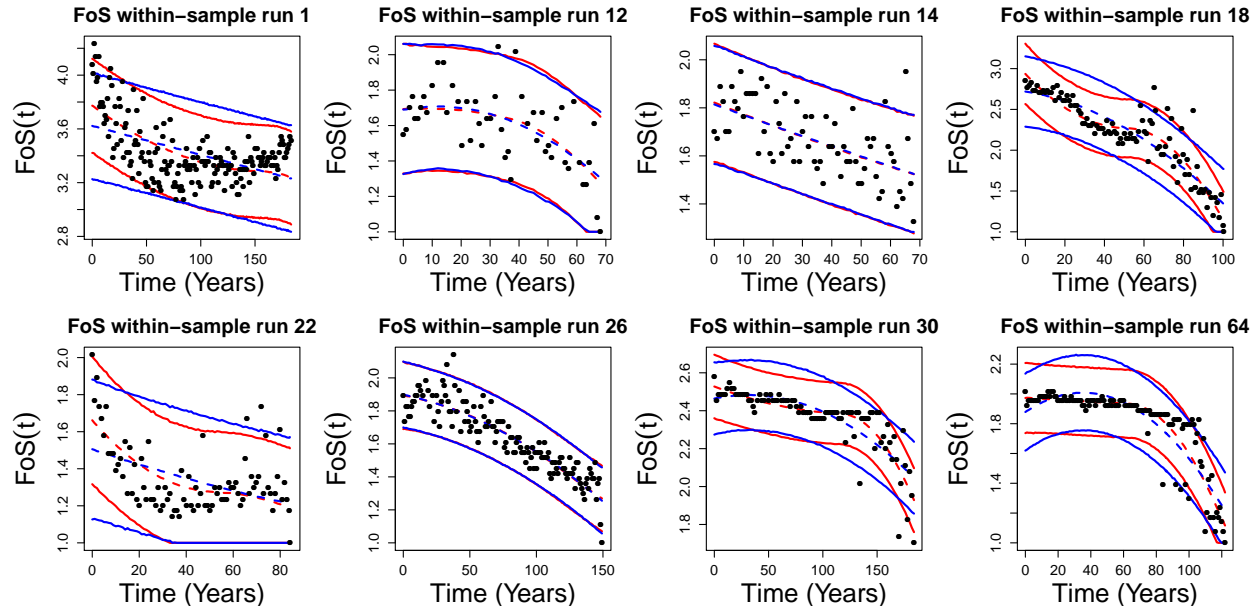 FoS within−sample run 1
FoS(t)
2.8 3.2 3.6 4.0
0 50 100 150
Time (Years)
FoS within−sample run 12
FoS(t)
1.0 1.2 1.4 1.6 1.8 2.0
0 10 20 30 40 50 60 70
Time (Years)
FoS within−sample run 14
FoS(t)
1.4 1.6 1.8 2.0
0 10 20 30 40 50 60 70
Time (Years)
FoS within−sample run 18
FoS(t)
1.0 1.5 2.0 2.5 3.0
0 20 40 60 80 100
Time (Years)
FoS within−sample run 22
FoS(t)
1.0 1.2 1.4 1.6 1.8 2.0
0 20 40 60 80
Time (Years)
FoS within−sample run 26
FoS(t)
1.0 1.2 1.4 1.6 1.8 2.0
0 50 100 150
Time (Years)
FoS within−sample run 30
FoS(t)
1.8 2.0 2.2 2.4 2.6
0 50 100 150
Time (Years)
FoS within−sample run 64
FoS(t)
1.0 1.4 1.8 2.2
0 20 40 60 80 100
Time (Years)